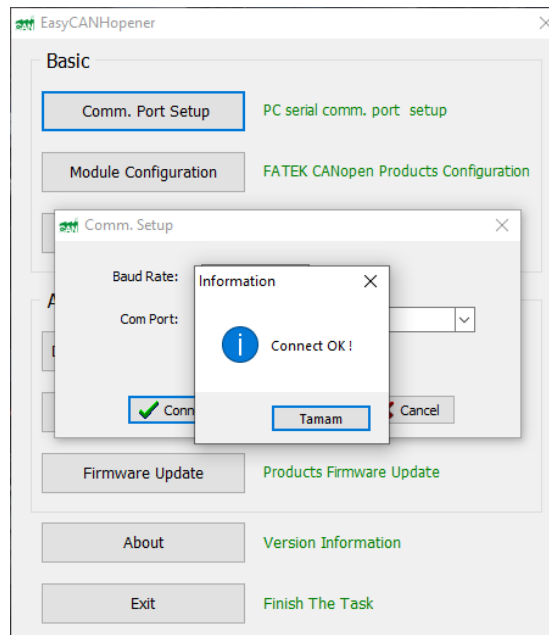 EasyCANHopener
Basic
Comm. Port Setup
PC serial comm. port setup
Module Configuration
FATEK CANopen Products Configuration
Comm. Setup
Baud Rate:
Information
Com Port:
Connect OK !
Cancel
Tamam
Firmware Update
Products Firmware Update
About
Version Information
Exit
Finish The Task